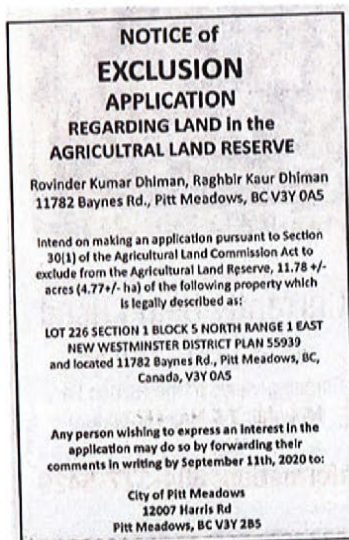 NOTICE of
EXCLUSION
APPLICATION
REGARDING LAND in the
AGRICULTRAL LAND RESERVE
Rovinder Kumar Dhiman, Raghbir Kaur Dhiman
11782 Baynes Rd., Pitt Meadows, BC V3Y 0A5
Intend on making an application pursuant to Section
30(1) of the Agricultural Land Commission Act to
exclude from the Agricultural Land Reserve, 11.78 +/-
acres (4.77+/- ha) of the following property which
is legally described as:
LOT 226 SECTION 1 BLOCK 5 NORTH RANGE 1 EAST
NEW WESTMINSTER DISTRICT PLAN 55939
and located 11782 Baynes Rd., Pitt Meadows, BC,
Canada, V3Y 0A5
Any person wishing to express an interest in the
application may do so by forwarding their
comments in writing by September 11th, 2020 to:
City of Pitt Meadows
12007 Harris Rd
Pitt Meadows, BC V3Y 2B5